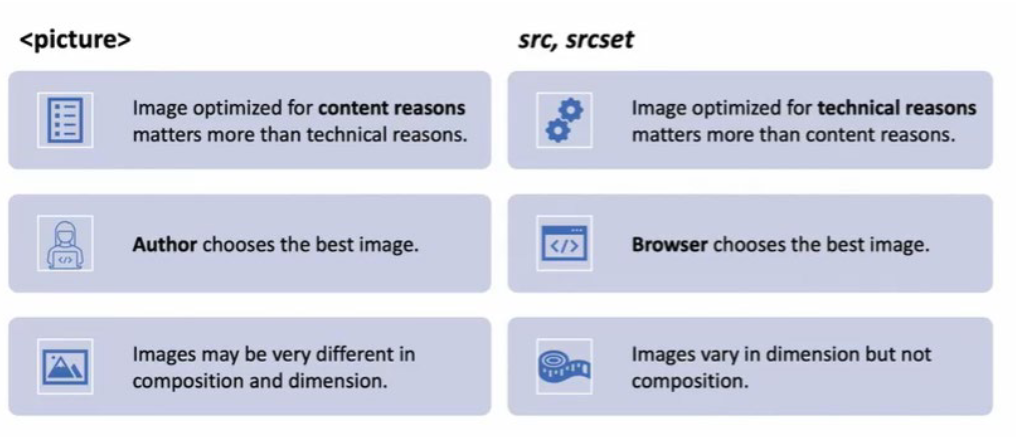 <picture>
src, srcset
Image optimized for content reasons
matters more than technical reasons.
Image optimized for technical reasons
matters more than content reasons.
Author chooses the best image.
</>
Browser chooses the best image.
</>
Images may be very different in
composition and dimension.
Images vary in dimension but not
composition.